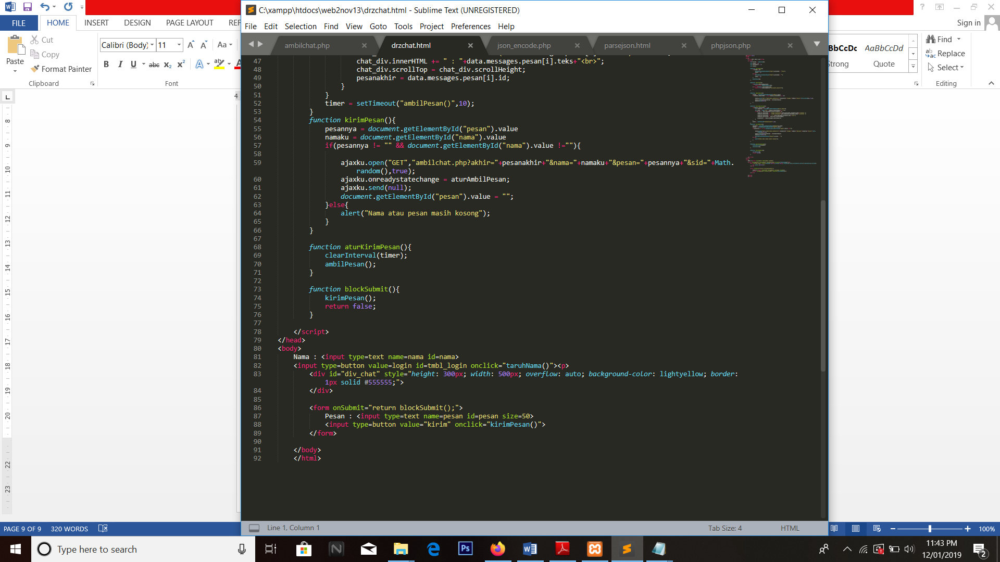 C:\xampp\htdocs\web2nov13\drzchat.html - Sublime Text (UNREGISTERED)
File Edit Selection Find View Goto Tools Project Preferences Help
FILE HOME INSERT DESIGN PAGE LAYOUT REF
Sign in
Cut
Copy
Format Painter
Paste
Clipboard
Calibri (Body) 11
Font
AaBbCcDd
Strong Quote
Find
Replace
Select
Editing
ambilchat.php drzchat.html json_encode.php parsejson.html phpjson.php
47 chat_div.innerHTML += " : "+data.messages.pesan[i].teks+"<br>";
48 chat_div.scrollTop = chat_div.scrollHeight;
49 pesanakhir = data.messages.pesan[i].id;
50 }
51 }
52 timer = setTimeout("ambilPesan()",10);
53 }
54 function kirimPesan(){
55 pesannya = document.getElementById("pesan").value
56 namaku = document.getElementById("nama").value
57 if(pesannya != "" && document.getElementById("nama").value !=""){
58
59 ajaxku.open("GET","ambilchat.php?akhir="+pesanakhir+"&nama="+namaku+"&pesan="+pesannya+"&sid="+Math.
random(),true);
60 ajaxku.onreadystatechange = aturAmbilPesan;
61 ajaxku.send(null);
62 document.getElementById("pesan").value = "";
63 }else{
64 alert("Nama atau pesan masih kosong");
65 }
66 }
67
68 function aturKirimPesan(){
69 clearInterval(timer);
70 ambilPesan();
71 }
72
73 function blockSubmit(){
74 kirimPesan();
75 return false;
76 }
77
78 </script>
79 </head>
80 <body>
81 Nama : <input type=text name=nama id=nama>
82 <input type=button value=login id=tmbl_login onclick="taruhNama()"><p>
83 <div id="div_chat" style="height: 300px; width: 500px; overflow: auto; background-color: lightyellow; border:
1px solid #555555;">
84 </div>
85
86 <form onSubmit="return blockSubmit();">
87 Pesan : <input type=text name=pesan id=pesan size=50>
88 <input type=button value="kirim" onclick="kirimPesan()">
89 </form>
90
91 </body>
92 </html>
Line 1, Column 1 Tab Size: 4 HTML
PAGE 9 OF 9 320 WORDS 100%
Type here to search
11:43 PM
12/01/2019
2